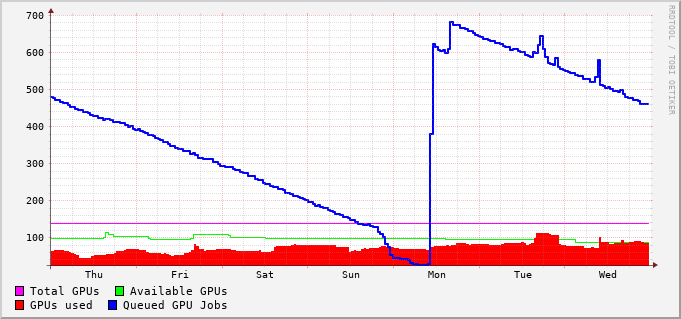 700
600
500
400
300
200
100
Thu Fri Sat Sun Mon Tue Wed
Total GPUs Available GPUs
GPUs used Queued GPU Jobs
RRDTOOL / TOBI OETIKER